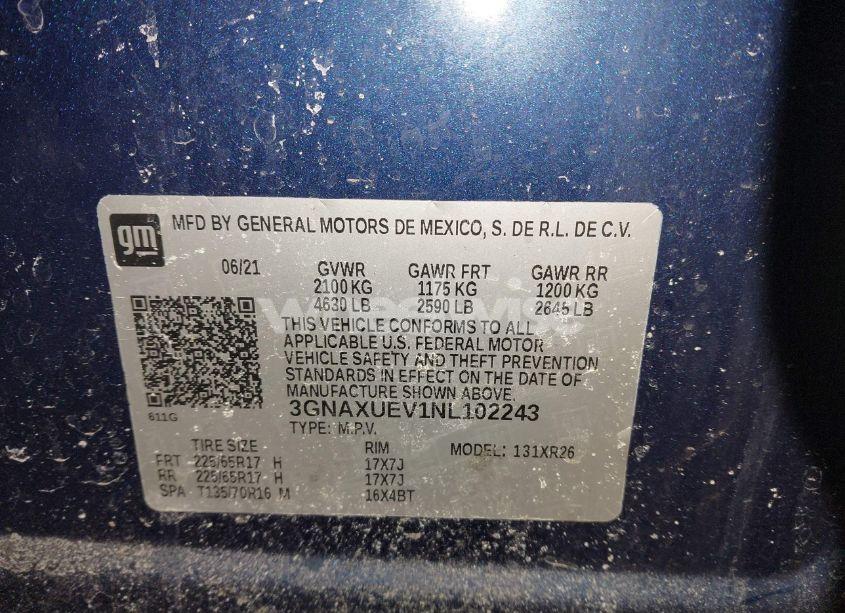 gm
MFD BY GENERAL MOTORS DE MEXICO, S. DE R.L. DE C.V.
06/21 GVWR GAWR FRT GAWR RR
2100 KG 1175 KG 1200 KG
4630 LB 2590 LB 2645 LB
THIS VEHICLE CONFORMS TO ALL
APPLICABLE U.S. FEDERAL MOTOR
VEHICLE SAFETY AND THEFT PREVENTION
STANDARDS IN EFFECT ON THE DATE OF
MANUFACTURE SHOWN ABOVE.
611G
3GNAXUEV1NL102243
TYPE: M.P.V.
TIRE SIZE RIM MODEL: 131XR26
FRT 225/65R17 H 17X7J
RR 225/65R17 H 17X7J
SPA T135/70R16 M 16X4BT